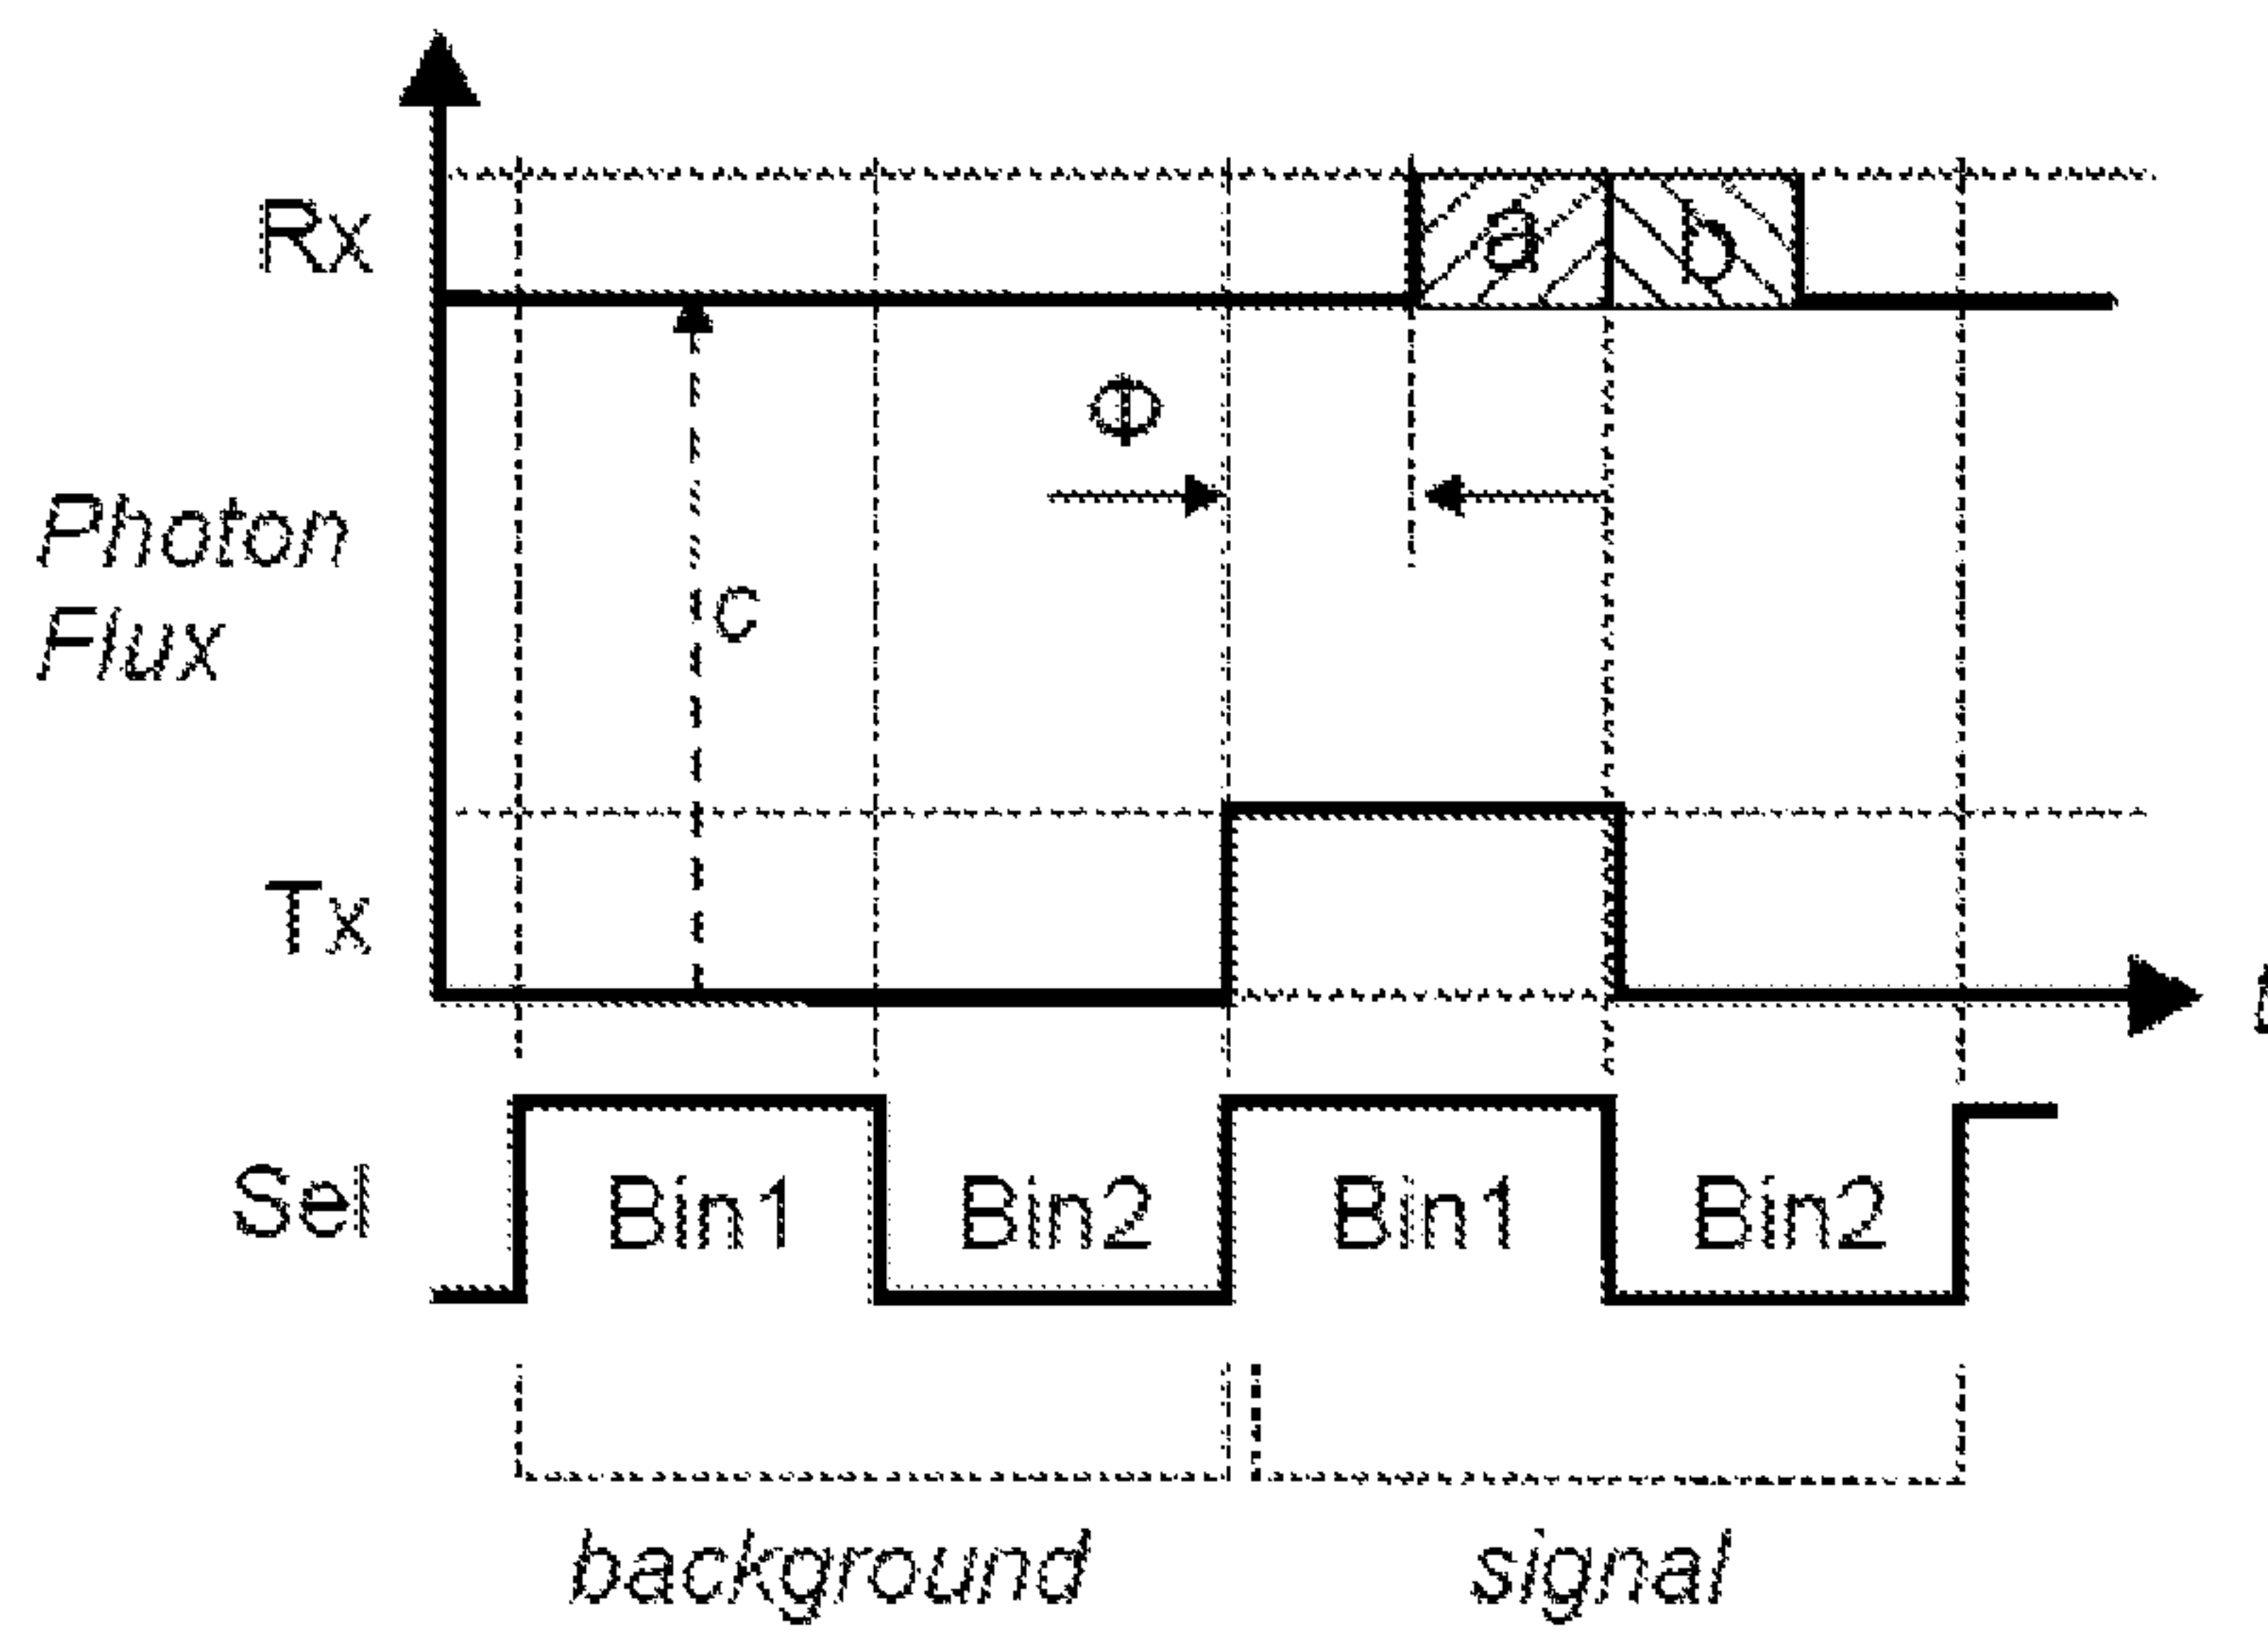 Rx
a b
Φ
Photon
Flux
c
Tx
Sel
Bin1 Bin2 Bin1 Bin2
background signal